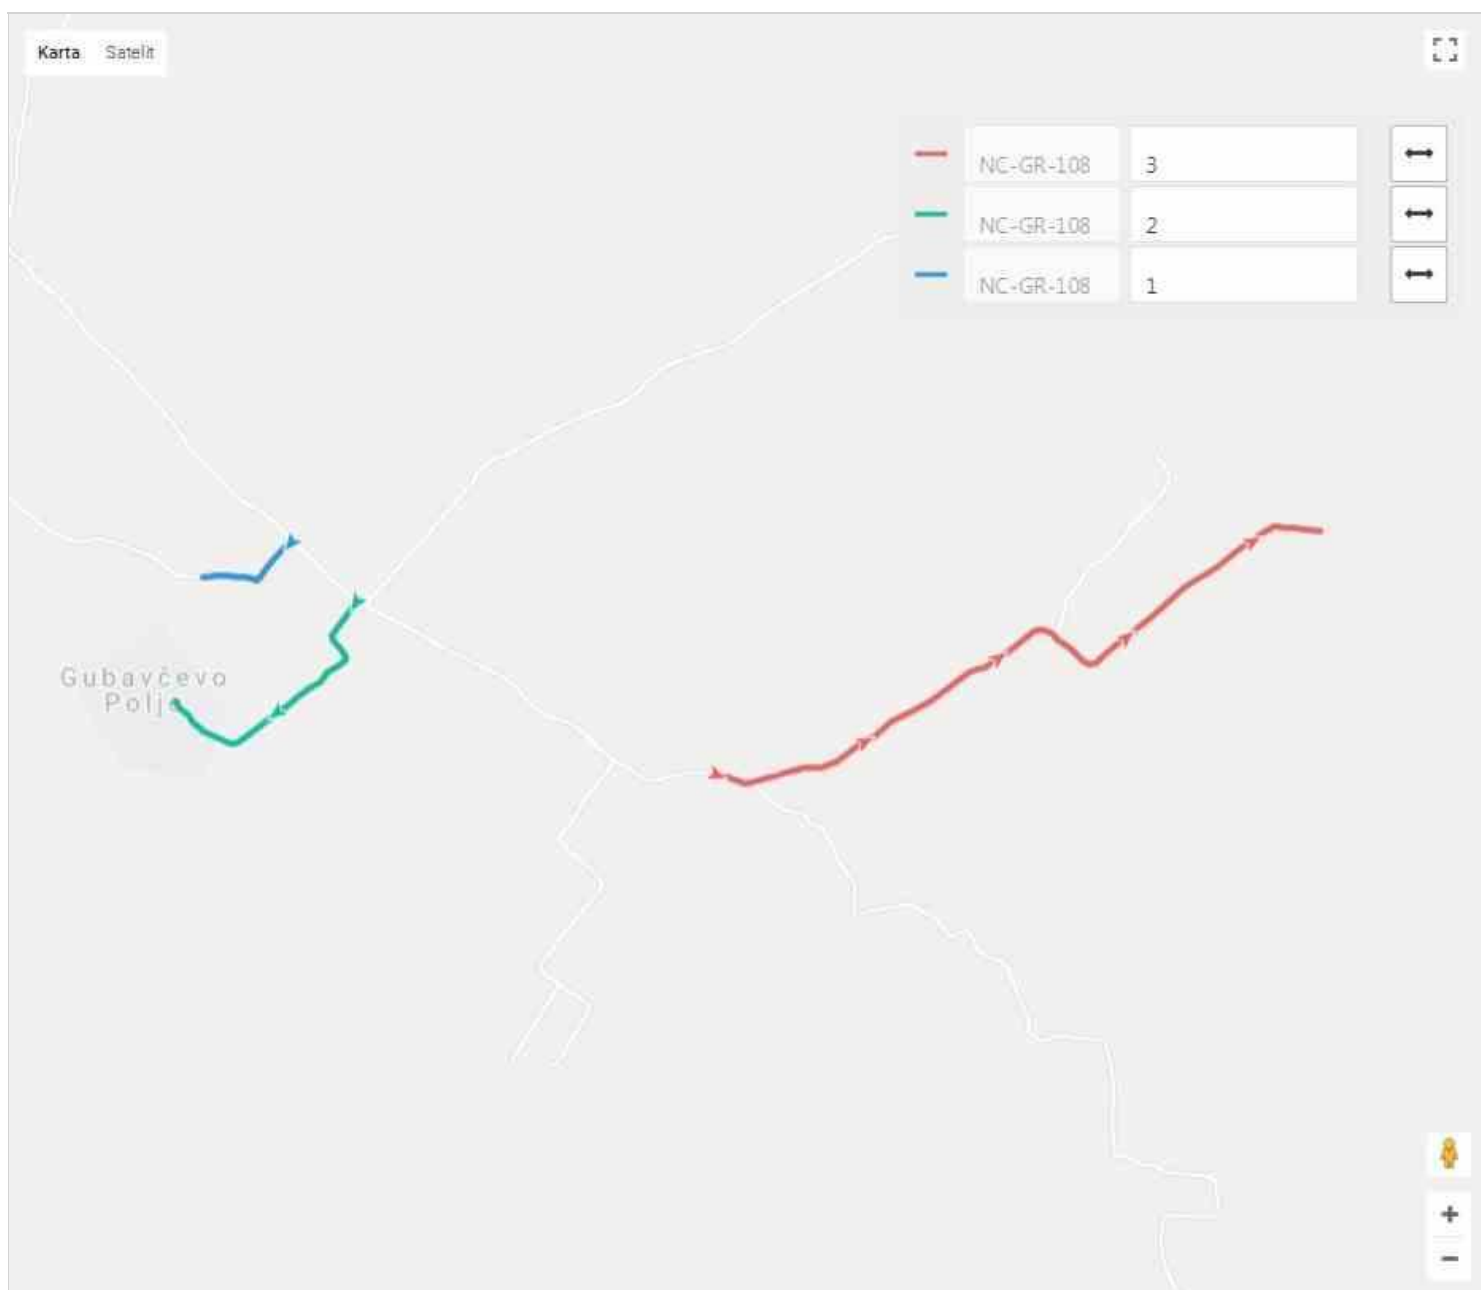 Karta Satelit
NC-GR-108 3
NC-GR-108 2
NC-GR-108 1
Gubavčevo
Polje